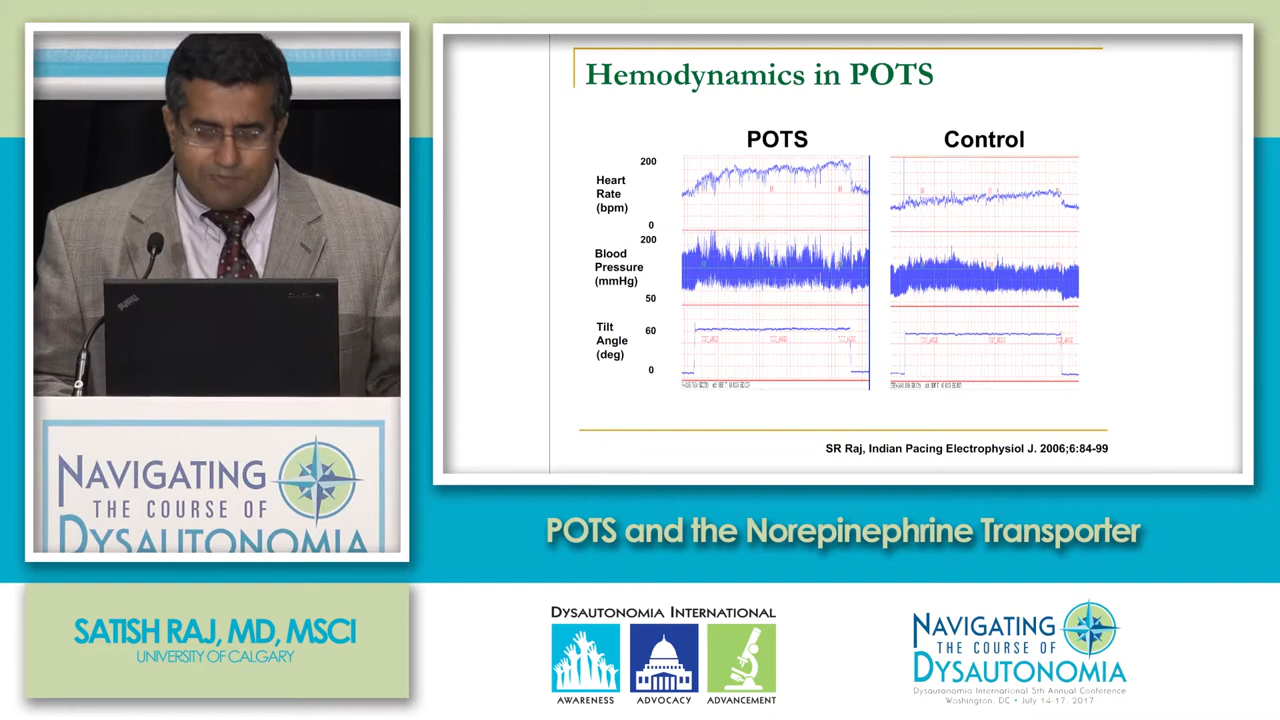 Hemodynamics in POTS
POTS
Control
200
Heart
Rate
(bpm)
0
200
Blood
Pressure
(mmHg)
50
Tilt
Angle
(deg)
60
0
SR Raj, Indian Pacing Electrophysiol J. 2006;6:84-99
ThinkPad
NAVIGATING
THE COURSE OF
DYSAUTONOMIA
POTS and the Norepinephrine Transporter
SATISH RAJ, MD, MSCI
UNIVERSITY OF CALGARY
DYSAUTONOMIA INTERNATIONAL
AWARENESS
ADVOCACY
ADVANCEMENT
NAVIGATING
THE COURSE OF
DYSAUTONOMIA
Dysautonomia International 5th Annual Conference
Washington, DC • July 14-17, 2017